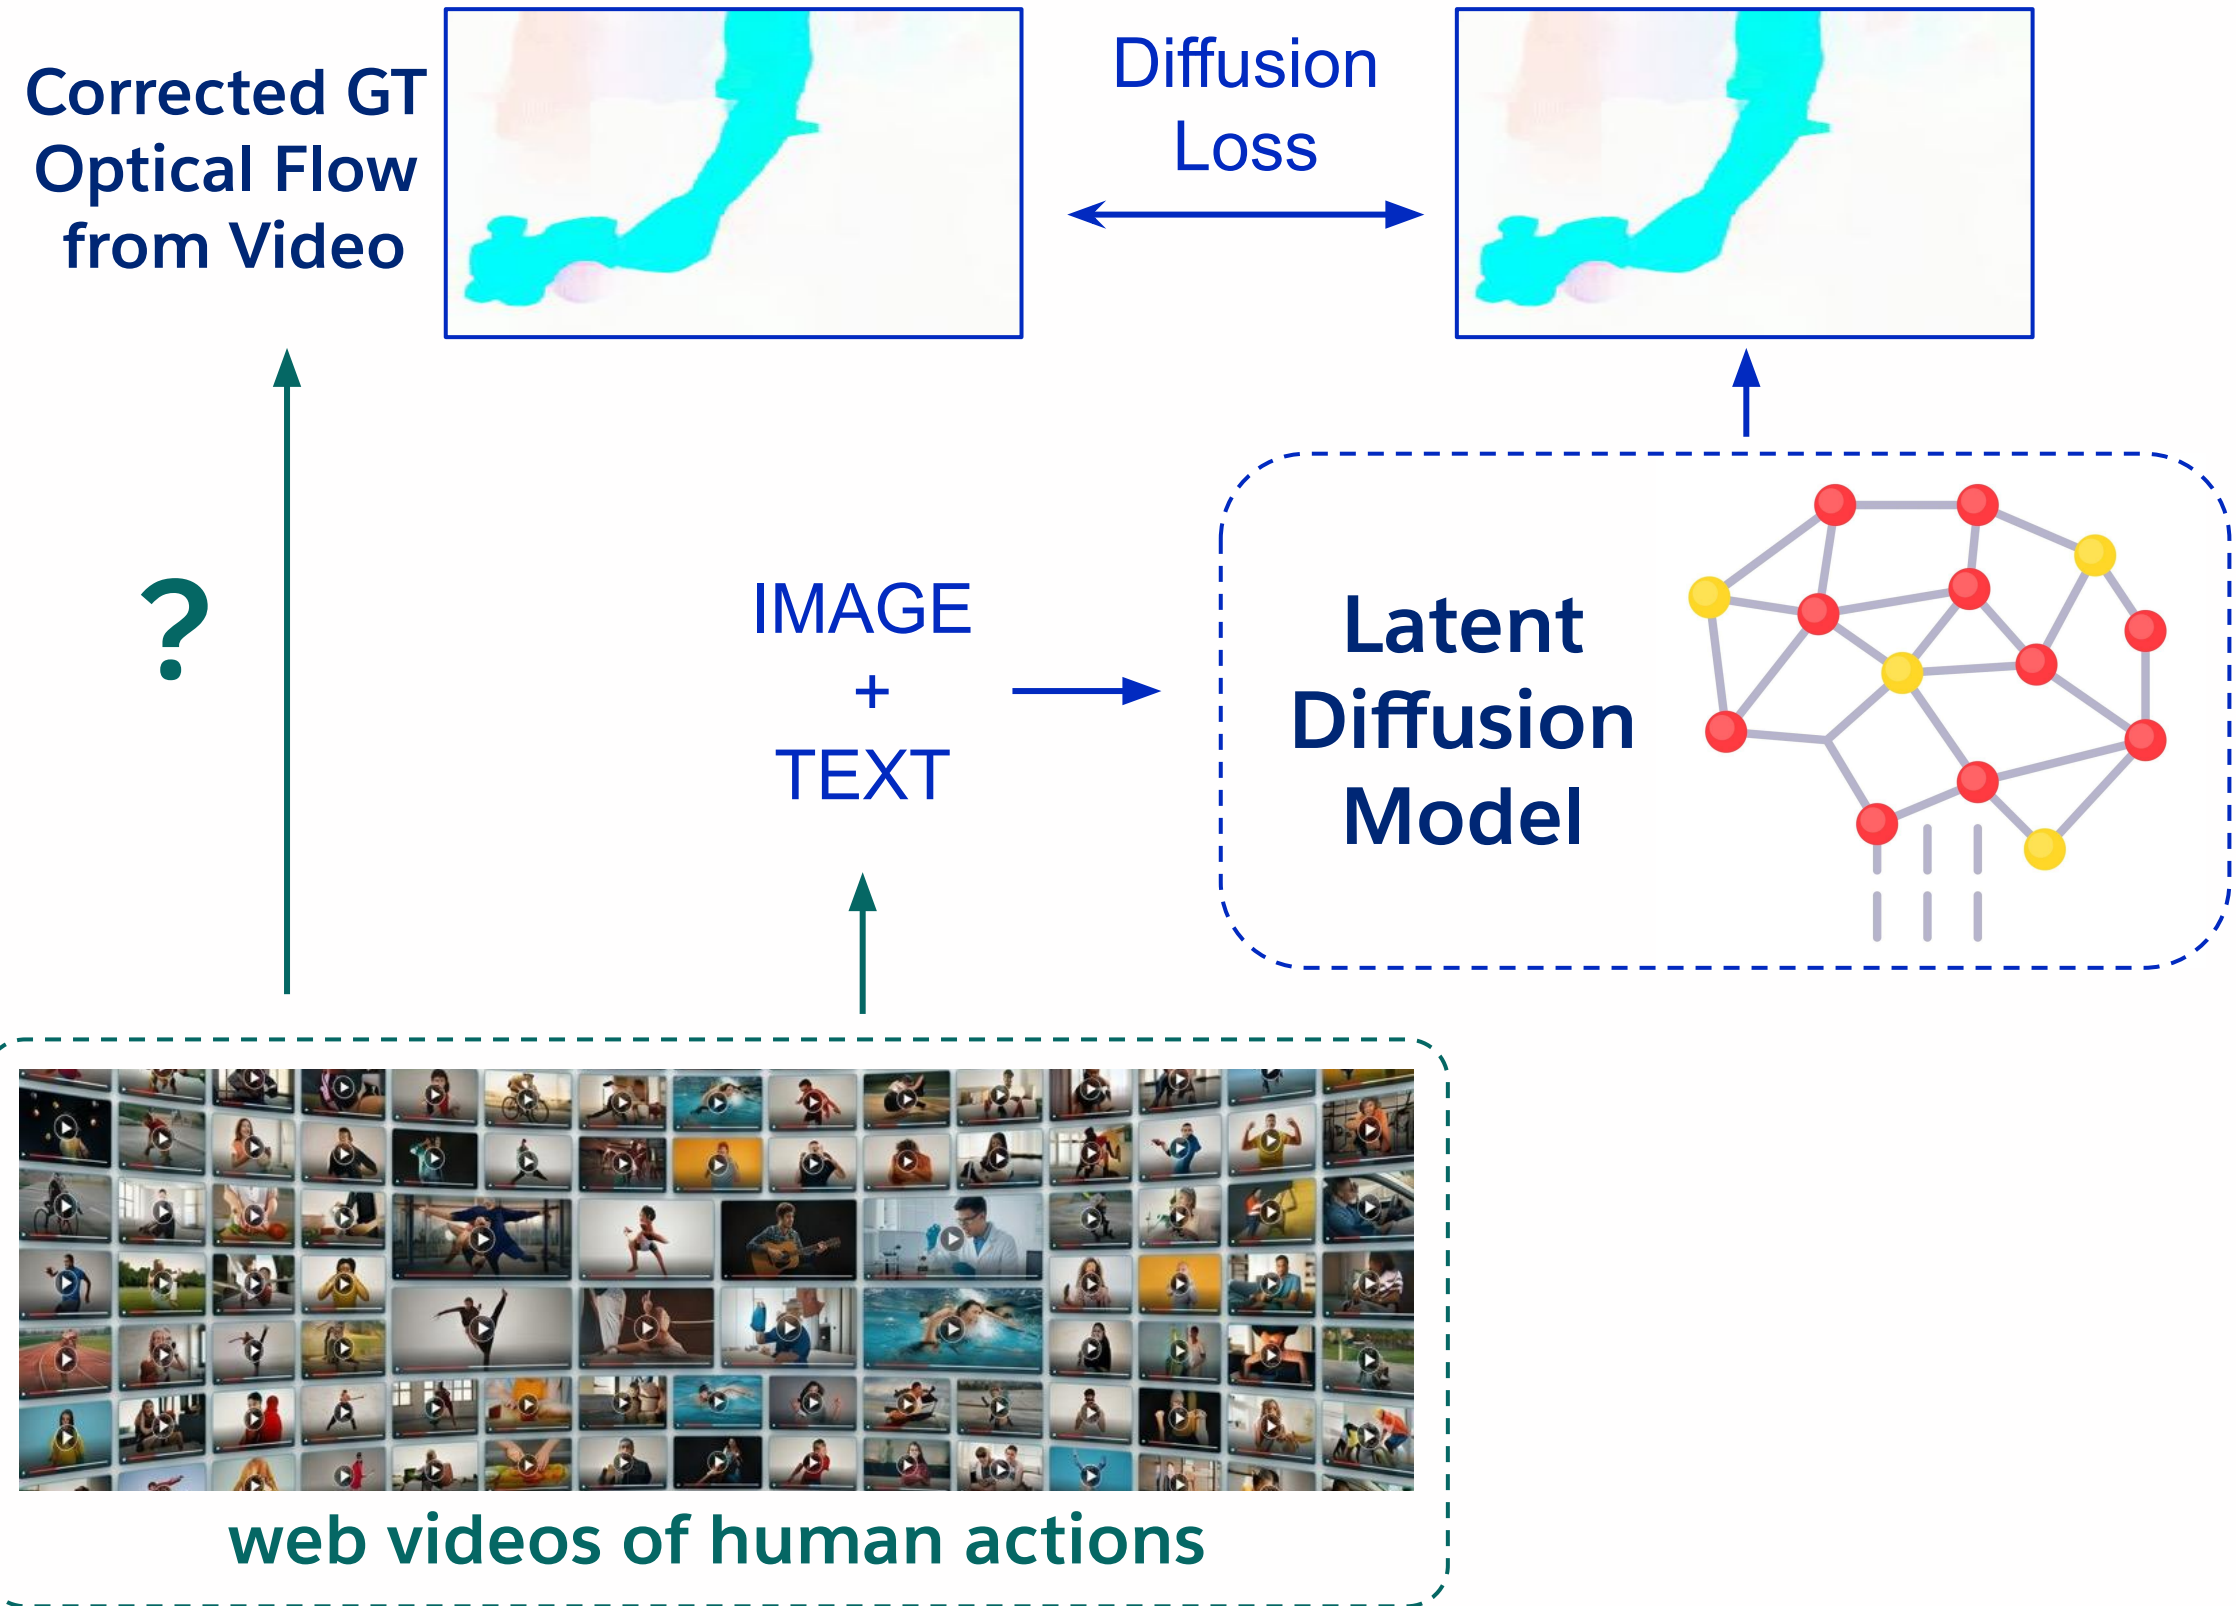 Corrected GT
Optical Flow
from Video
Diffusion
Loss
?
IMAGE
+
TEXT
Latent
Diffusion
Model
web videos of human actions